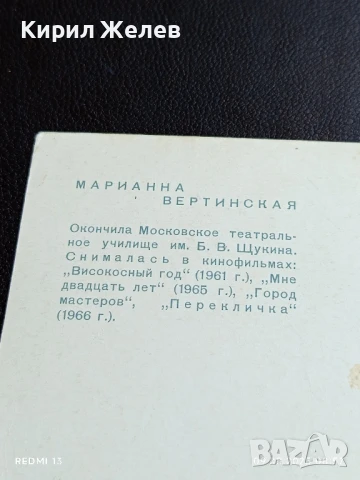 Кирил Желев
МАРИАННА
ВЕРТИНСКАЯ
Окончила Московское театраль-
ное училище им. Б. В. Щукина.
Снималась в кинофильмах:
„Високосный год“ (1961 г.), „Мне
двадцать лет“ (1965 г.), „Город
мастеров“, „Перекличка“
(1966 г.).
REDMI 13
bazar